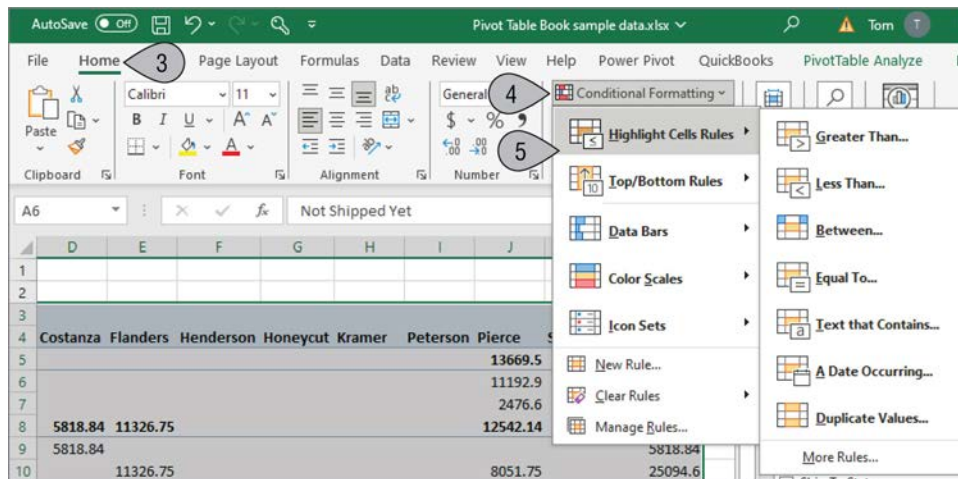 AutoSave Off Pivot Table Book sample data.xlsx Tom T
File Home 3 Page Layout Formulas Data Review View Help Power Pivot QuickBooks PivotTable Analyze
Calibri 11 ab General 4 Conditional Formatting
Paste B I U A A A $ % 9
Clipboard Font Alignment Number
5 Highlight Cells Rules
Top/Bottom Rules
Data Bars
Color Scales
Icon Sets
New Rule...
Clear Rules
Manage Rules...
Greater Than...
Less Than...
Between...
Equal To...
Text that Contains...
A Date Occurring...
Duplicate Values...
More Rules...
A6 fx Not Shipped Yet
D E F G H I J
1
2
3
4 Costanza Flanders Henderson Honeycut Kramer Peterson Pierce
5 13669.5
6 11192.9
7 2476.6
8 5818.84 11326.75 12542.14
9 5818.84 5818.84
10 11326.75 8051.75 25094.6